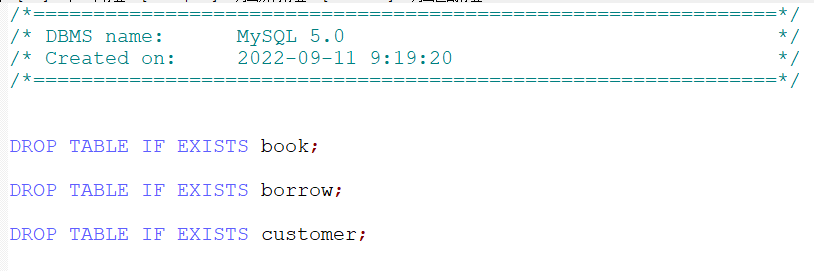 /*==============================================================*/
/* DBMS name:      MySQL 5.0                                    */
/* Created on:     2022-09-11 9:19:20                           */
/*==============================================================*/
DROP TABLE IF EXISTS book;
DROP TABLE IF EXISTS borrow;
DROP TABLE IF EXISTS customer;